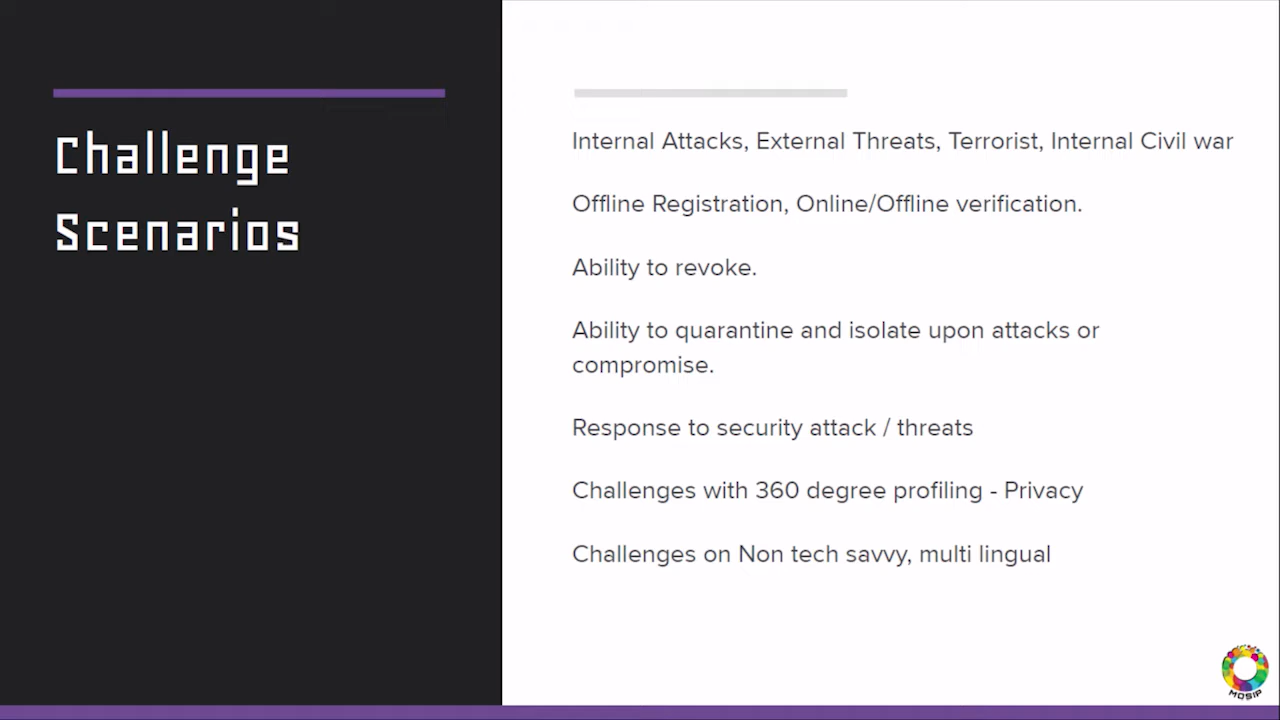 Challenge
Scenarios
Internal Attacks, External Threats, Terrorist, Internal Civil war
Offline Registration, Online/Offline verification.
Ability to revoke.
Ability to quarantine and isolate upon attacks or
compromise.
Response to security attack / threats
Challenges with 360 degree profiling - Privacy
Challenges on Non tech savvy, multi lingual
MOSIP